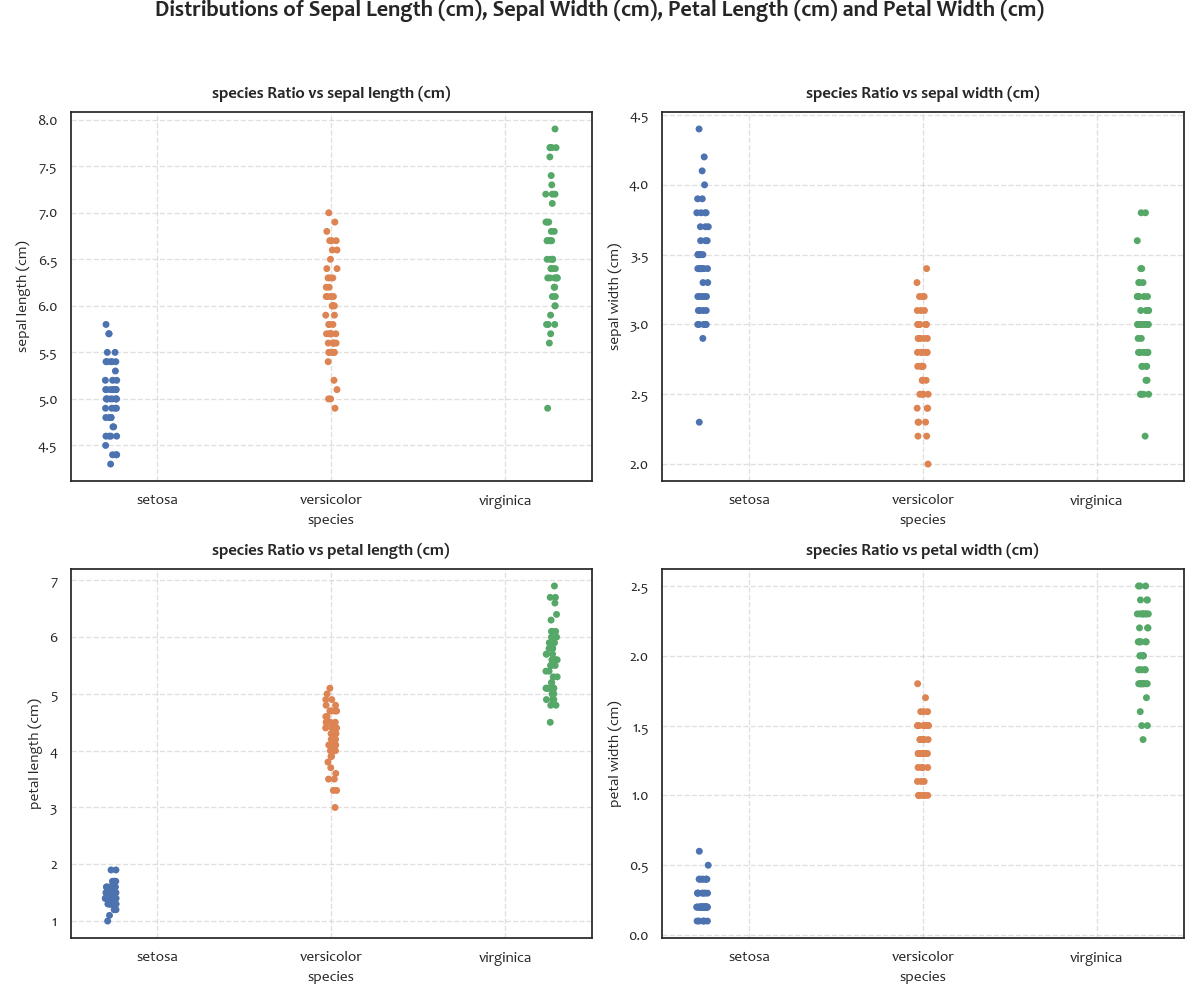 Distributions of Sepal Length (cm), Sepal Width (cm), Petal Length (cm) and Petal Width (cm)
species Ratio vs sepal length (cm)
8.0
7.5
7.0
6.5
6.0
5.5
5.0
4.5
sepal length (cm)
setosa
versicolor
virginica
species
species Ratio vs sepal width (cm)
4.5
4.0
3.5
3.0
2.5
2.0
sepal width (cm)
setosa
versicolor
virginica
species
species Ratio vs petal length (cm)
7
6
5
4
3
2
1
petal length (cm)
setosa
versicolor
virginica
species
species Ratio vs petal width (cm)
2.5
2.0
1.5
1.0
0.5
0.0
petal width (cm)
setosa
versicolor
virginica
species